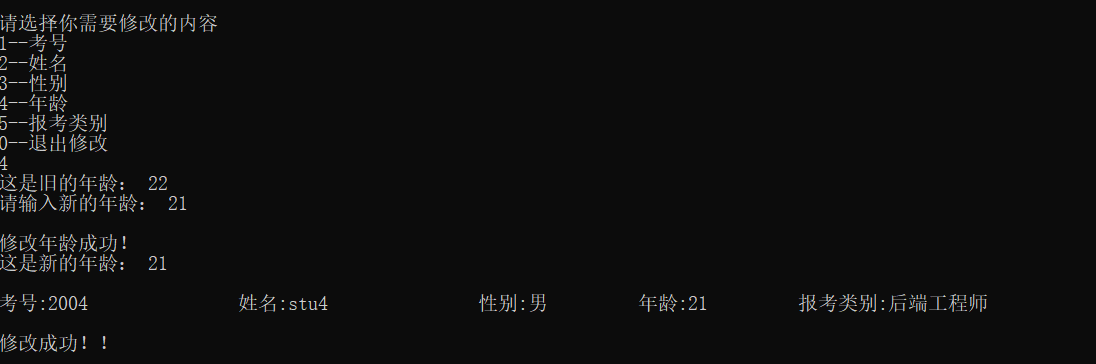 请选择你需要修改的内容
1--考号
2--姓名
3--性别
4--年龄
5--报考类别
0--退出修改
4
这是旧的年龄： 22
请输入新的年龄： 21
修改年龄成功！
这是新的年龄： 21
考号:2004 姓名:stu4 性别:男 年龄:21 报考类别:后端工程师
修改成功！！